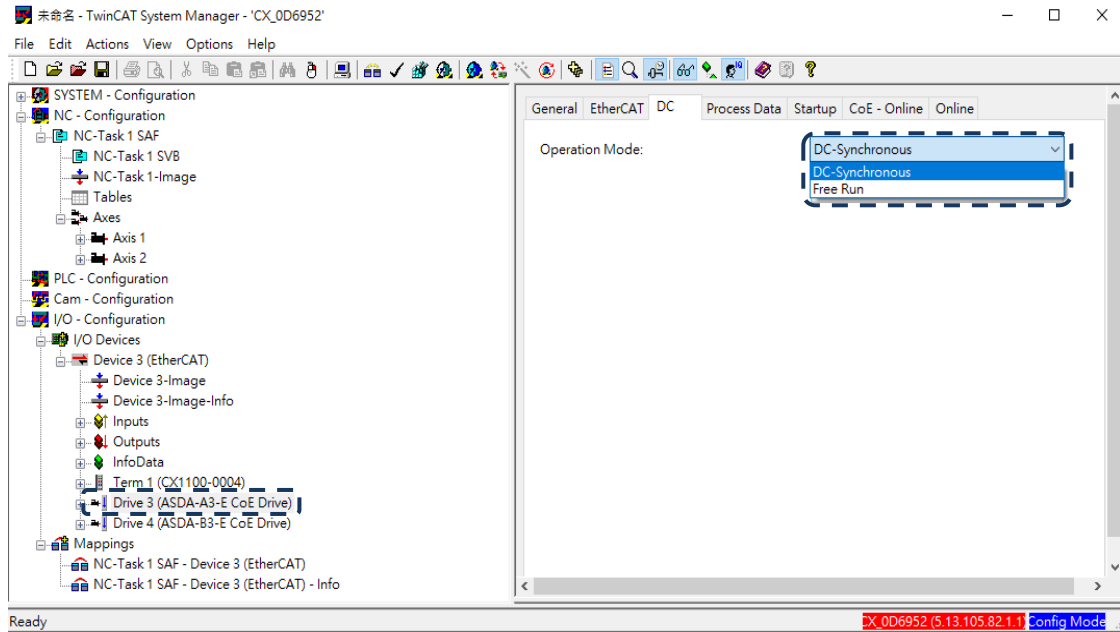 未命名 - TwinCAT System Manager - 'CX_0D6952'
File Edit Actions View Options Help
SYSTEM - Configuration
NC - Configuration
NC-Task 1 SAF
NC-Task 1 SVB
NC-Task 1-Image
Tables
Axes
Axis 1
Axis 2
PLC - Configuration
Cam - Configuration
I/O - Configuration
I/O Devices
Device 3 (EtherCAT)
Device 3-Image
Device 3-Image-Info
Inputs
Outputs
InfoData
Term 1 (CX1100-0004)
Drive 3 (ASDA-A3-E CoE Drive)
Drive 4 (ASDA-B3-E CoE Drive)
Mappings
NC-Task 1 SAF - Device 3 (EtherCAT)
NC-Task 1 SAF - Device 3 (EtherCAT) - Info
General EtherCAT DC Process Data Startup CoE - Online Online
Operation Mode: DC-Synchronous
DC-Synchronous
Free Run
Ready CX_0D6952 (5.13.105.82.1.1) Config Mode